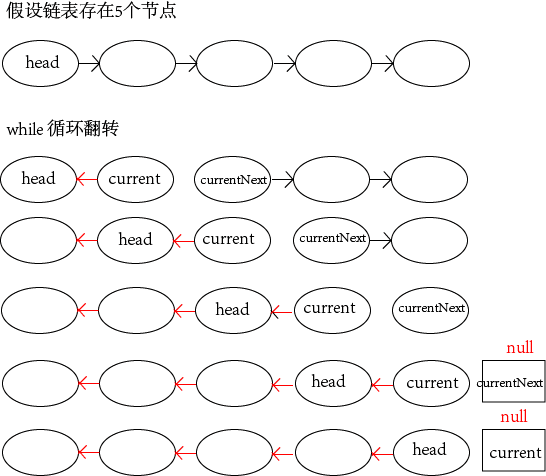 假设链表存在5个节点
head
while 循环翻转
head current currentNext
head current currentNext
head current currentNext
null
head current currentNext
null
head current